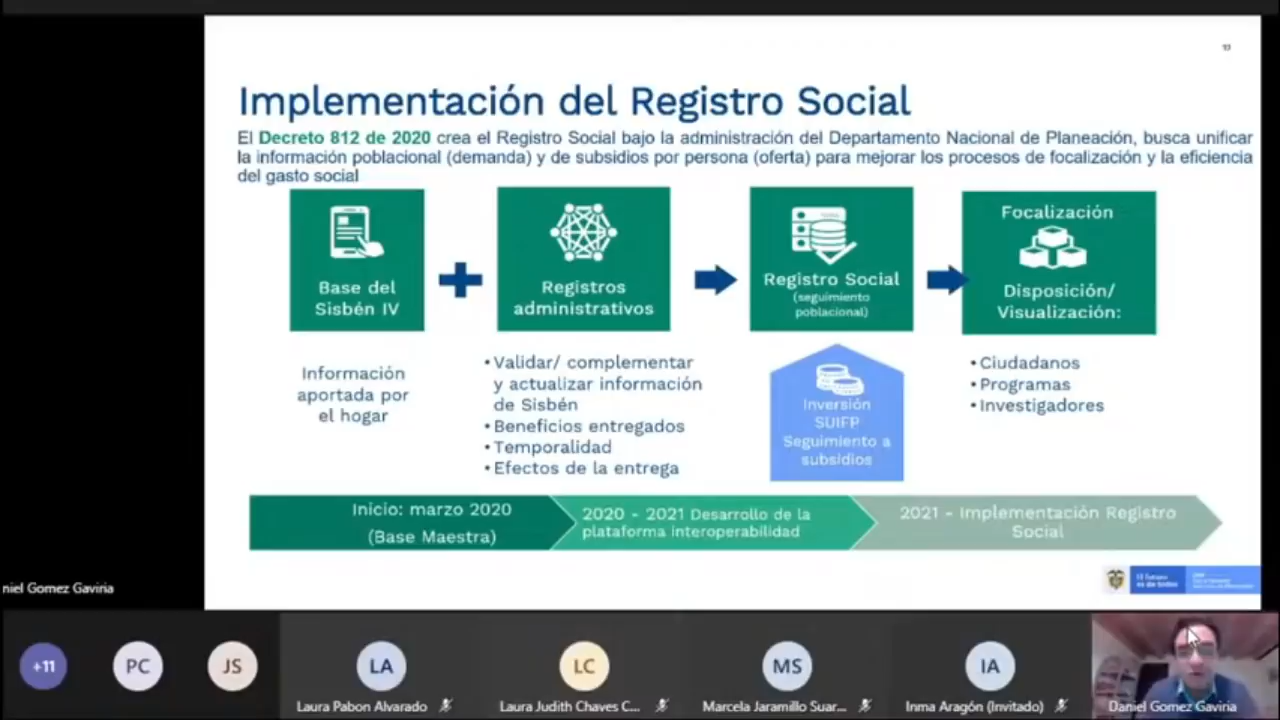 Implementación del Registro Social
El Decreto 812 de 2020 crea el Registro Social bajo la administración del Departamento Nacional de Planeación, busca unificar
la información poblacional (demanda) y de subsidios por persona (oferta) para mejorar los procesos de focalización y la eficiencia
del gasto social
Base del
Sisbén IV
Registros
administrativos
Registro Social
(seguimiento
poblacional)
Focalización
Disposición/
Visualización:
Información
aportada por
el hogar
• Validar/ complementar
y actualizar información
de Sisbén
• Beneficios entregados
• Temporalidad
• Efectos de la entrega
Inversión
SUIFP
Seguimiento a
subsidios
• Ciudadanos
• Programas
• Investigadores
Inicio: marzo 2020
(Base Maestra)
2020 - 2021 Desarrollo de la
plataforma interoperabilidad
2021 - Implementación Registro
Social
El futuro
es de todos
niel Gomez Gaviria
+11
PC
JS
LA
Laura Pabon Alvarado
LC
Laura Judith Chaves C...
MS
Marcela Jaramillo Suar...
IA
Inma Aragón (Invitado)
Daniel Gomez Gaviria